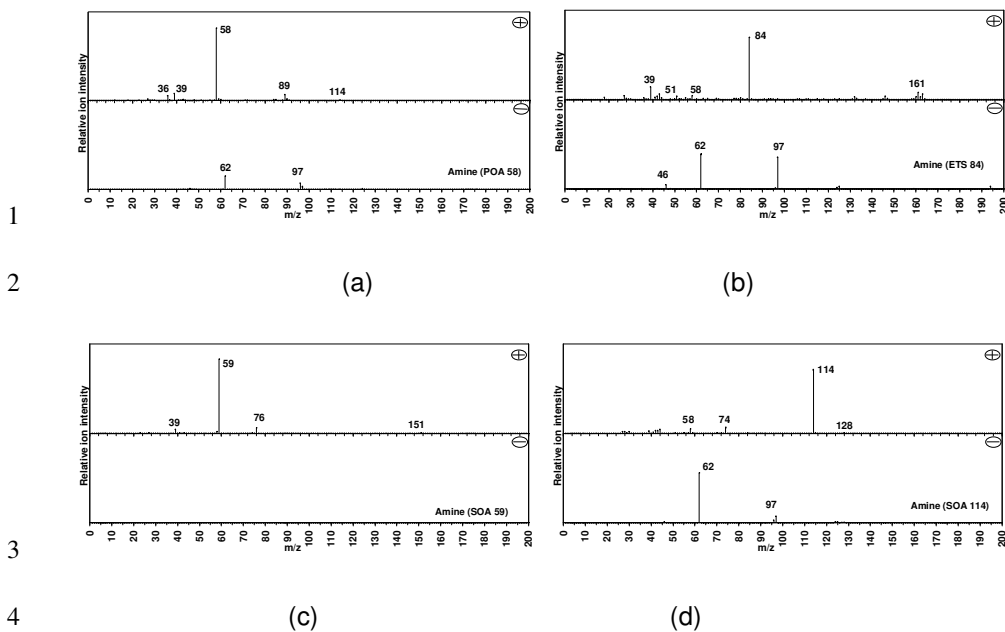 58
36 39 89 114
Relative ion intensity
62 97
Amine (POA 58)
0 10 20 30 40 50 60 70 80 90 100 110 120 130 140 150 160 170 180 190 200
m/z
84
39 51 58 161
Relative ion intensity
46 62 97
Amine (ETS 84)
0 10 20 30 40 50 60 70 80 90 100 110 120 130 140 150 160 170 180 190 200
m/z
1
2 (a) (b)
59
39 76 151
Relative ion intensity
Amine (SOA 59)
0 10 20 30 40 50 60 70 80 90 100 110 120 130 140 150 160 170 180 190 200
m/z
114
58 74 128
Relative ion intensity
62 97
Amine (SOA 114)
0 10 20 30 40 50 60 70 80 90 100 110 120 130 140 150 160 170 180 190 200
m/z
3
4 (c) (d)